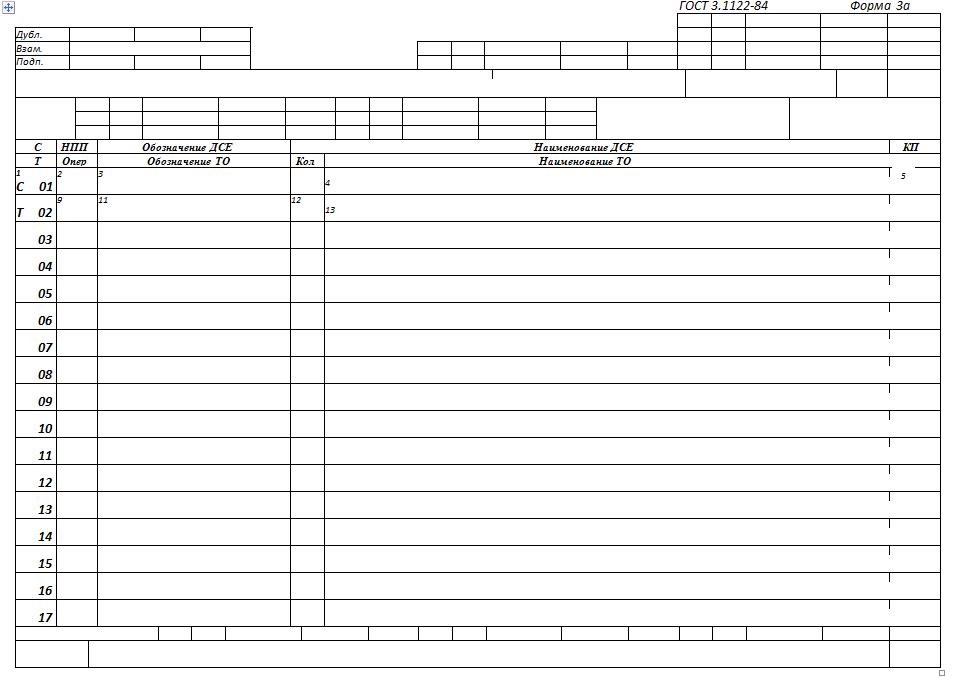 ГОСТ 3.1122-84 Форма 3а
Дубл.
Взам.
Подп.
С НПП Обозначение ДСЕ Наименование ДСЕ КП
Т Опер Обозначение ТО Кол Наименование ТО
1 2 3 5
С 01 4
9 11 12
Т 02 13
03
04
05
06
07
08
09
10
11
12
13
14
15
16
17